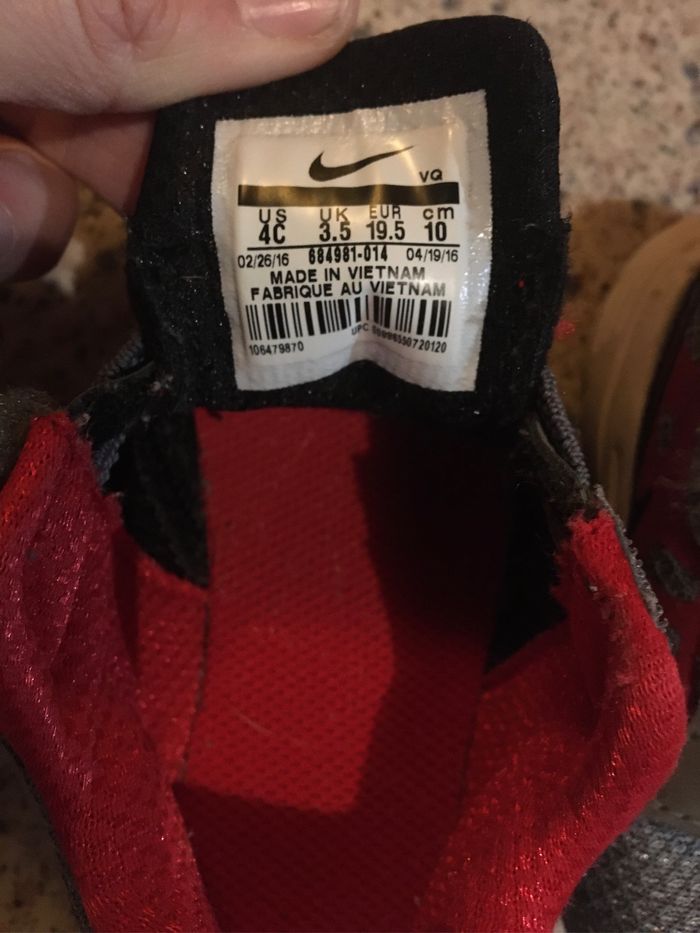 VQ
US UK EUR cm
4C 3.5 19.5 10
02/26/16 684981-014 04/19/16
MADE IN VIETNAM
FABRIQUE AU VIETNAM
106479870 UPC